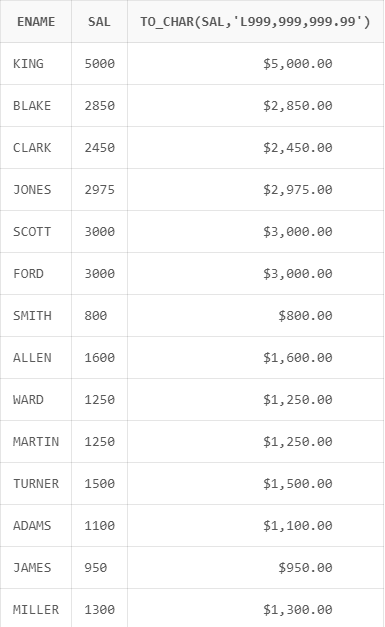 ENAME SAL TO_CHAR(SAL,'L999,999,999.99')
KING 5000 $5,000.00
BLAKE 2850 $2,850.00
CLARK 2450 $2,450.00
JONES 2975 $2,975.00
SCOTT 3000 $3,000.00
FORD 3000 $3,000.00
SMITH 800 $800.00
ALLEN 1600 $1,600.00
WARD 1250 $1,250.00
MARTIN 1250 $1,250.00
TURNER 1500 $1,500.00
ADAMS 1100 $1,100.00
JAMES 950 $950.00
MILLER 1300 $1,300.00